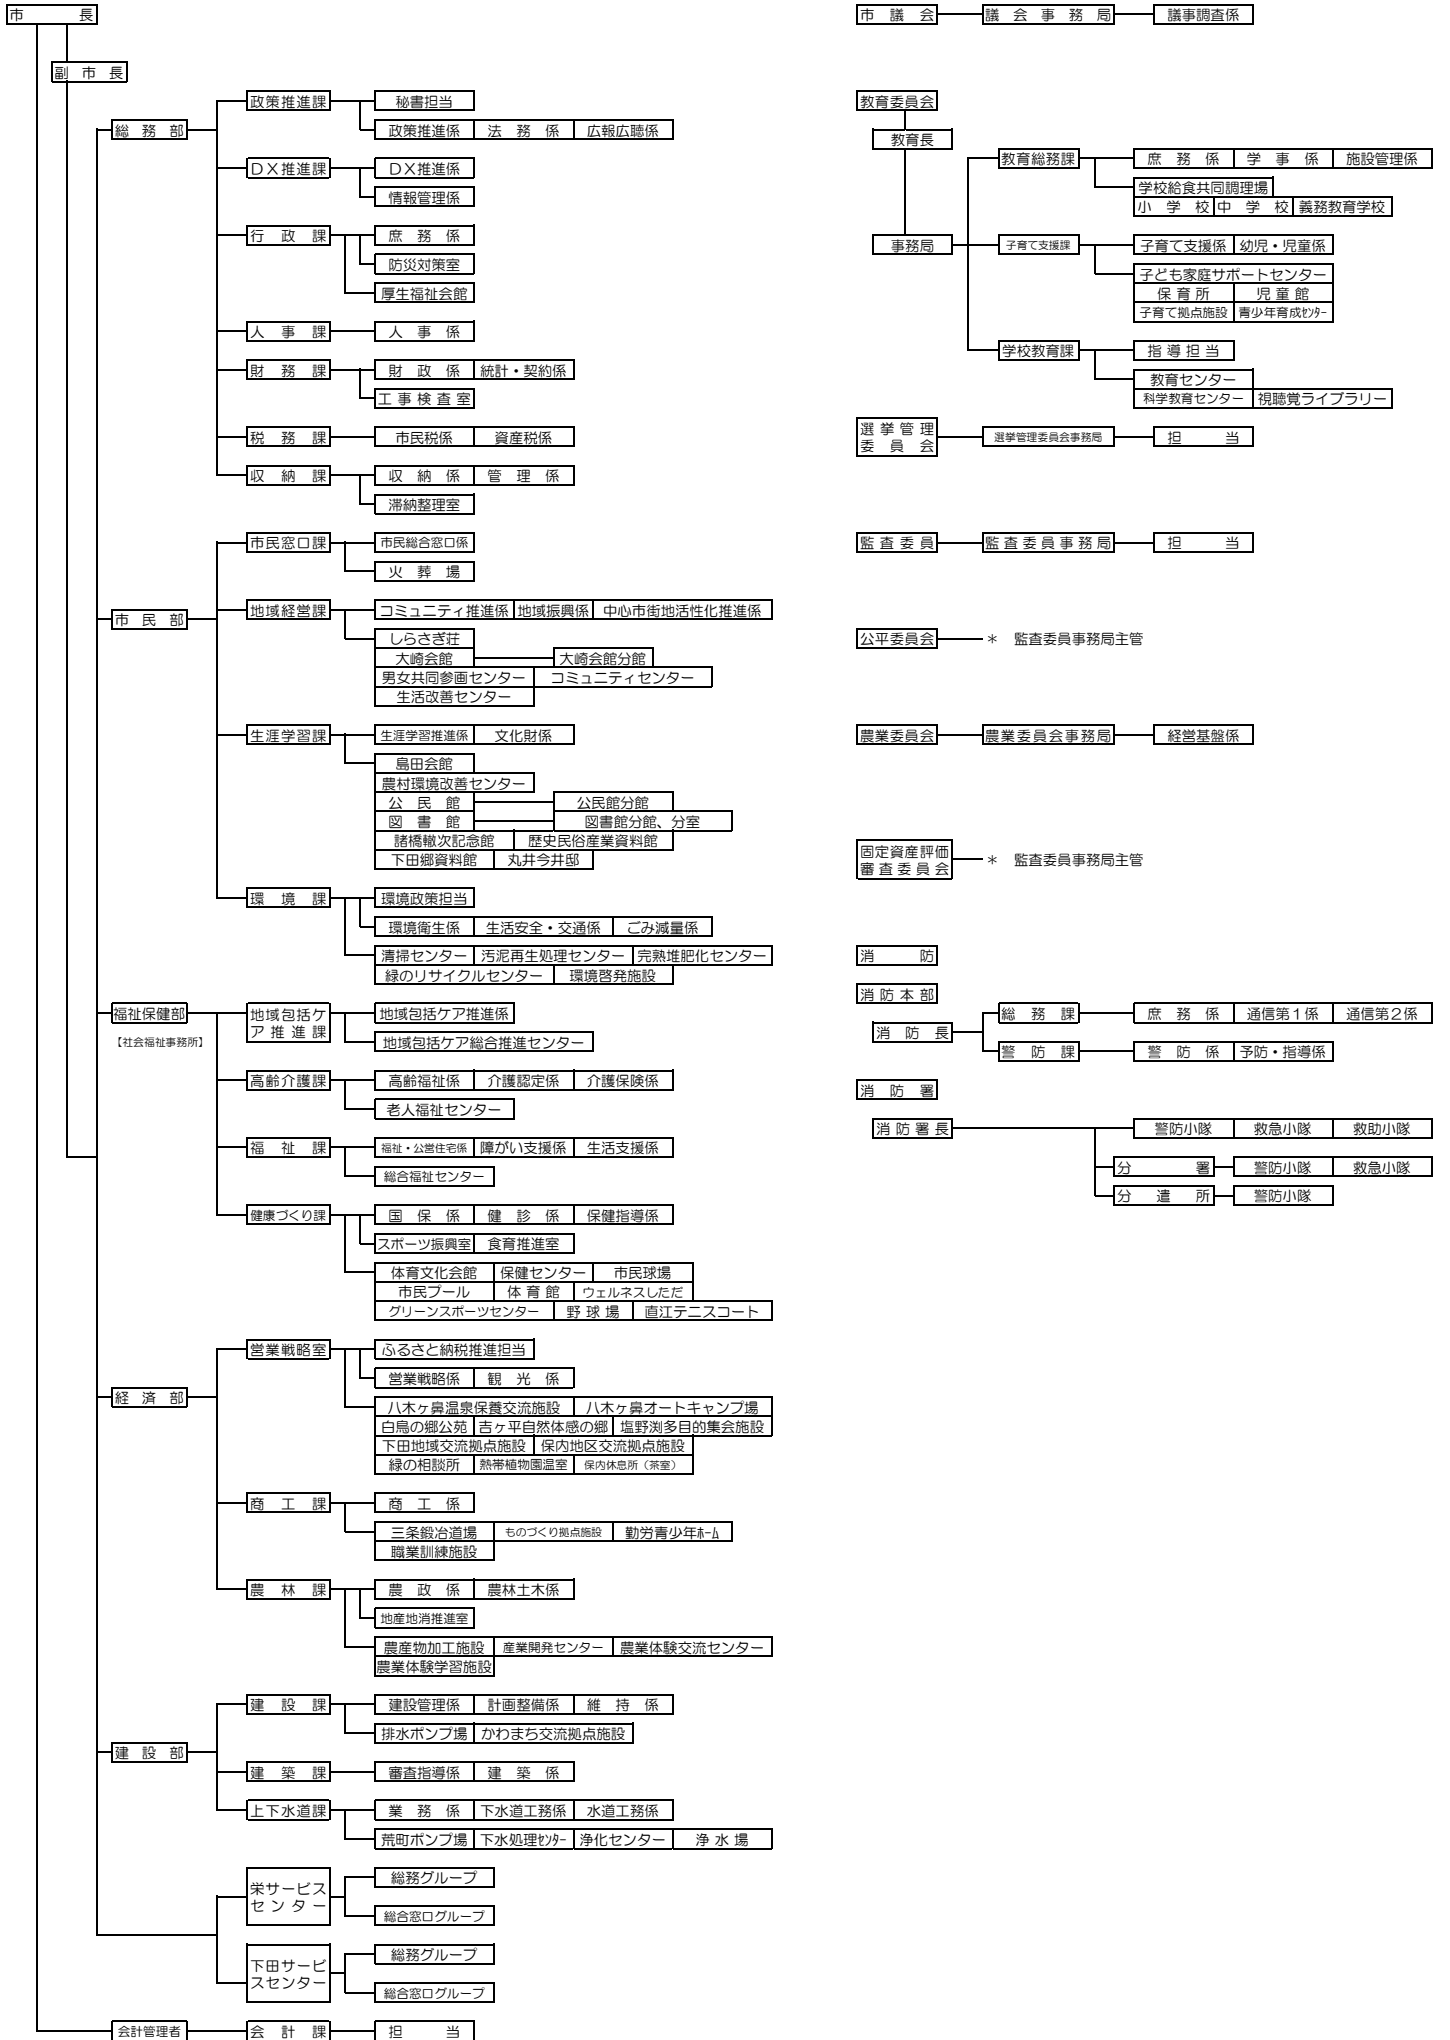 市　　　長
副　市　長
総　務　部
政策推進課　秘書担当
政策推進係　法　務　係　広報広聴係
ＤＸ推進課　ＤＸ推進係
情報管理係
行　政　課　庶　務　係
防災対策室
厚生福祉会館
人　事　課　人　事　係
財　務　課　財　政　係　統計・契約係
工事検査室
税　務　課　市民税係　資産税係
収　納　課　収　納　係　管　理　係
滞納整理室
市　民　部
市民窓口課　市民総合窓口係
火　葬　場
地域経営課　コミュニティ推進係　地域振興係　中心市街地活性化推進係
しらさぎ荘
大崎会館　大崎会館分館
男女共同参画センター　コミュニティセンター
生活改善センター
生涯学習課　生涯学習推進係　文化財係
島田会館
農村環境改善センター
公　民　館　公民館分館
図　書　館　図書館分館、分室
諸橋轍次記念館　歴史民俗産業資料館
下田郷資料館　丸井今井邸
環　境　課　環境政策担当
環境衛生係　生活安全・交通係　ごみ減量係
清掃センター　汚泥再生処理センター　完熟堆肥化センター
緑のリサイクルセンター　環境啓発施設
福祉保健部
【社会福祉事務所】
地域包括ケ
ア推進課
地域包括ケア推進係
地域包括ケア総合推進センター
高齢介護課　高齢福祉係　介護認定係　介護保険係
老人福祉センター
福　祉　課　福祉・公営住宅係　障がい支援係　生活支援係
総合福祉センター
健康づくり課　国　保　係　健　診　係　保健指導係
スポーツ振興室　食育推進室
体育文化会館　保健センター　市民球場
市民プール　体育館　ウェルネスしただ
グリーンスポーツセンター　野球場　直江テニスコート
経　済　部
営業戦略室　ふるさと納税推進担当
営業戦略係　観　光　係
八木ヶ鼻温泉保養交流施設　八木ヶ鼻オートキャンプ場
白鳥の郷公苑　吉ヶ平自然体感の郷　塩野渕多目的集会施設
下田地域交流拠点施設　保内地区交流拠点施設
緑の相談所　熱帯植物園温室　保内休息所（茶室）
商　工　課　商　工　係
三条鍛冶道場　ものづくり拠点施設　勤労青少年ﾎｰﾑ
職業訓練施設
農　林　課　農　政　係　農林土木係
地産地消推進室
農産物加工施設　産業開発センター　農業体験交流センター
農業体験学習施設
建　設　部
建　設　課　建設管理係　計画整備係　維　持　係
排水ポンプ場　かわまち交流拠点施設
建　築　課　審査指導係　建　築　係
上下水道課　業　務　係　下水道工務係　水道工務係
荒町ポンプ場　下水処理ｾﾝﾀｰ　浄化センター　浄水場
栄サービス
センター
総務グループ
総合窓口グループ
下田サービ
スセンター
総務グループ
総合窓口グループ
会計管理者　会　計　課　担　　　当
市　議　会　議会事務局　議事調査係
教育委員会
教育長
事務局
教育総務課　庶　務　係　学　事　係　施設管理係
学校給食共同調理場
小　学　校　中　学　校　義務教育学校
子育て支援課　子育て支援係　幼児・児童係
子ども家庭サポートセンター
保育所　児童館
子育て拠点施設　青少年育成ｾﾝﾀｰ
学校教育課　指導担当
教育センター
科学教育センター　視聴覚ライブラリー
選挙管理
委　員　会
選挙管理委員会事務局　担　　　当
監査委員　監査委員事務局　担　　　当
公平委員会　＊　監査委員事務局主管
農業委員会　農業委員会事務局　経営基盤係
固定資産評価
審査委員会
＊　監査委員事務局主管
消　　　防
消防本部
消　防　長
総　務　課　庶　務　係　通信第１係　通信第２係
警　防　課　警　防　係　予防・指導係
消　防　署
消防署長　警防小隊　救急小隊　救助小隊
分　　　署　警防小隊　救急小隊
分　遣　所　警防小隊